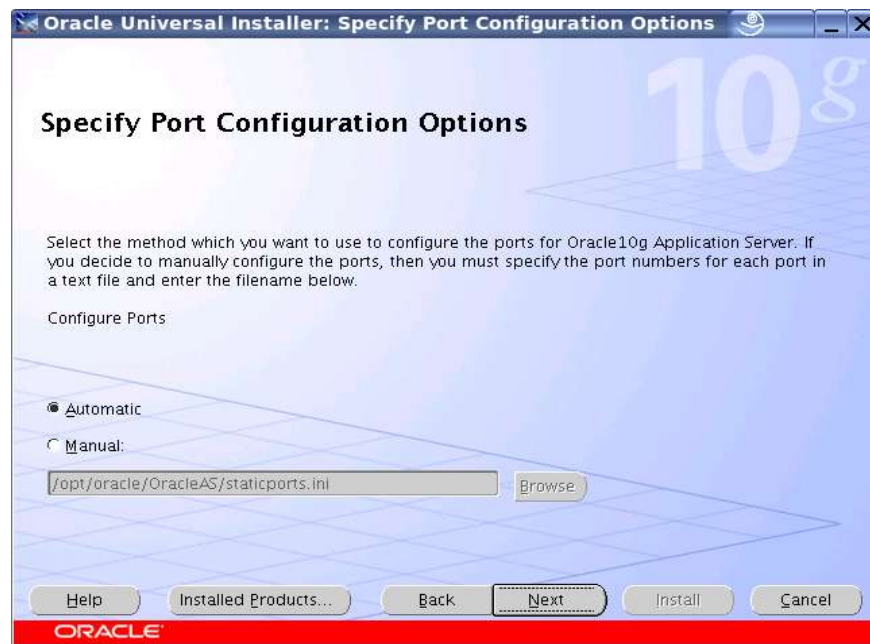 Oracle Universal Installer: Specify Port Configuration Options
10g
Specify Port Configuration Options
Select the method which you want to use to configure the ports for Oracle10g Application Server. If
you decide to manually configure the ports, then you must specify the port numbers for each port in
a text file and enter the filename below.
Configure Ports
Automatic
Manual:
/opt/oracle/OracleAS/staticports.ini
Browse
Help
Installed Products...
Back
Next
Install
Cancel
ORACLE